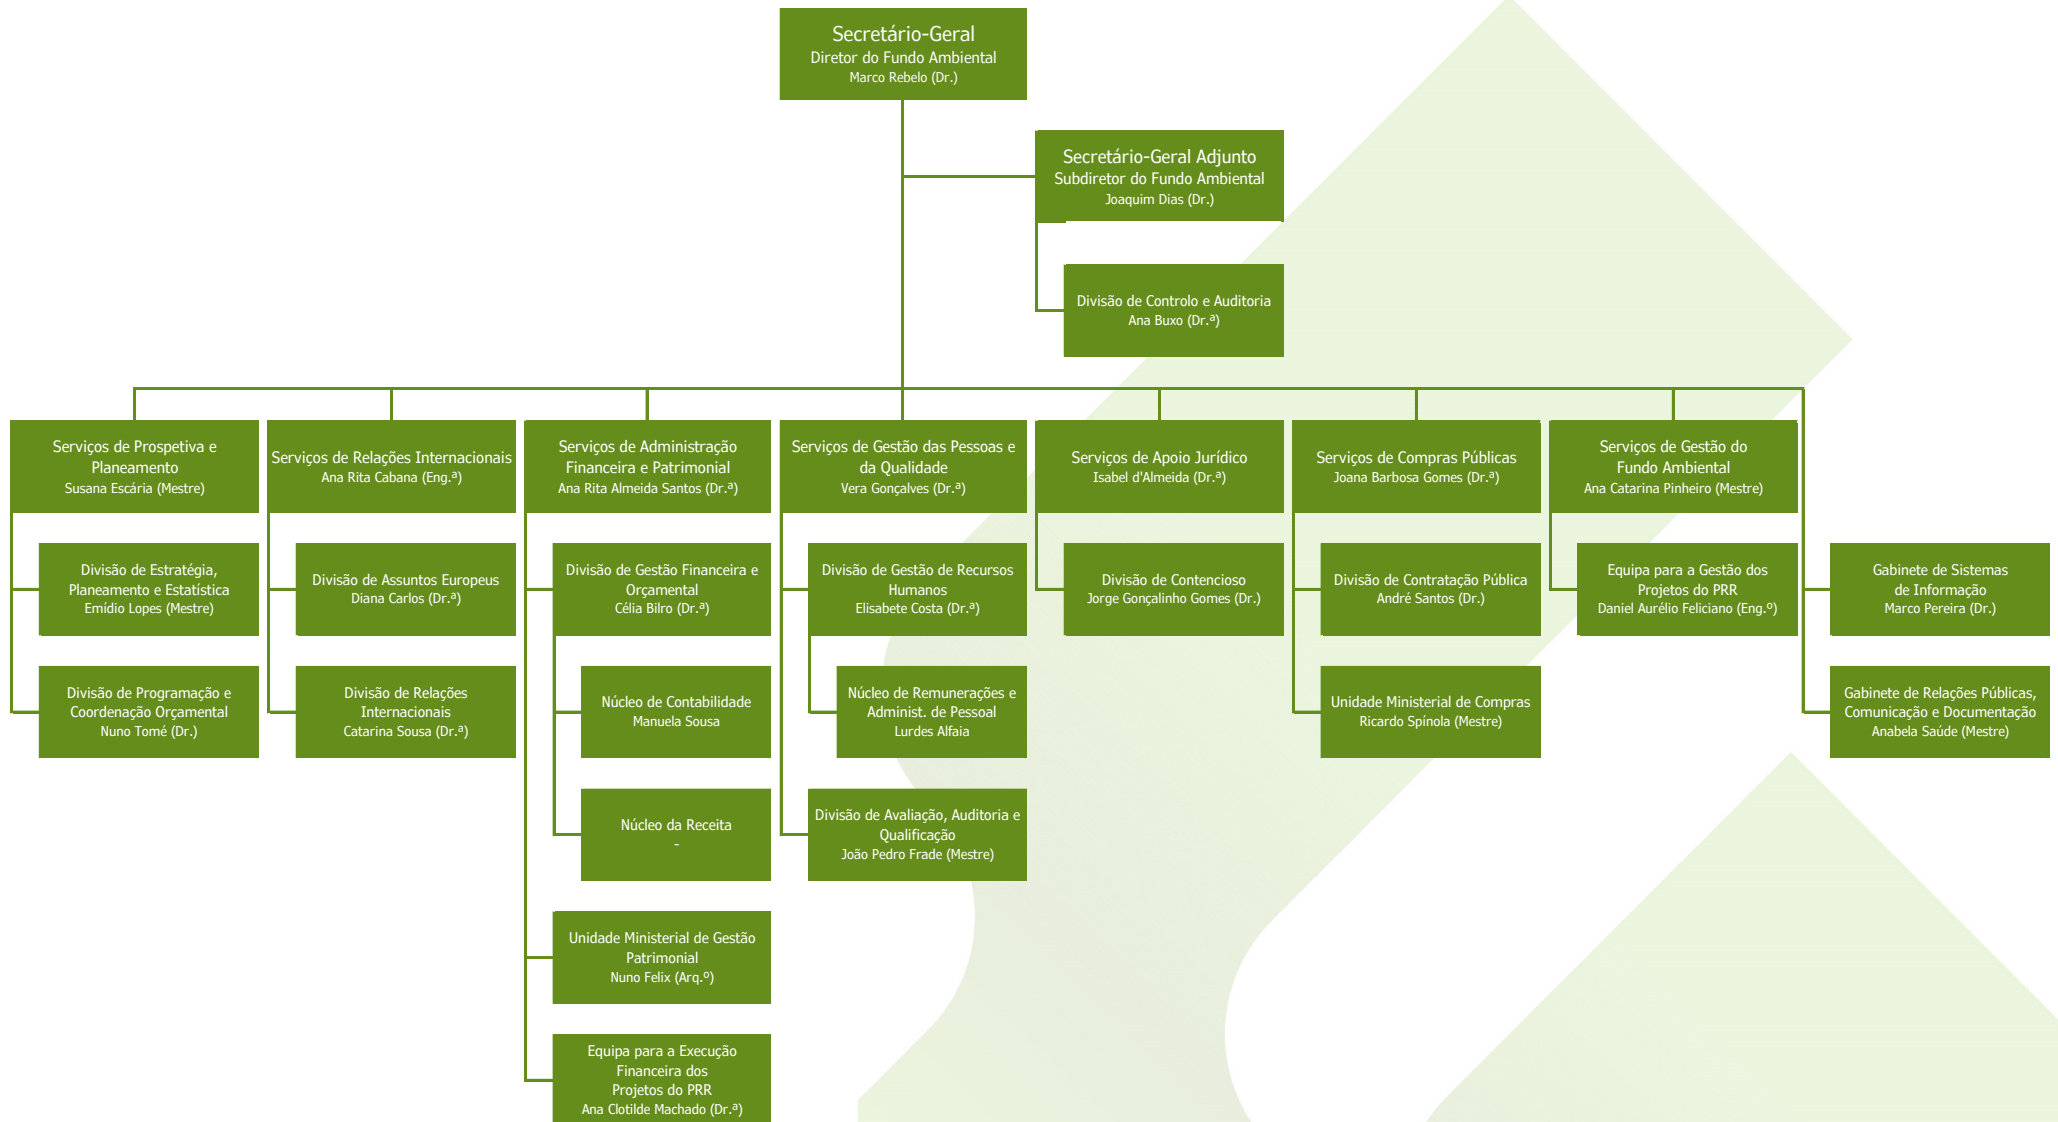 Secretário-Geral
Diretor do Fundo Ambiental
Marco Rebelo (Dr.)
Secretário-Geral Adjunto
Subdiretor do Fundo Ambiental
Joaquim Dias (Dr.)
Divisão de Controlo e Auditoria
Ana Buxo (Dr.ª)
Serviços de Prospetiva e
Planeamento
Susana Escária (Mestre)
Divisão de Estratégia,
Planeamento e Estatística
Emídio Lopes (Mestre)
Divisão de Programação e
Coordenação Orçamental
Nuno Tomé (Dr.)
Serviços de Relações Internacionais
Ana Rita Cabana (Eng.ª)
Divisão de Assuntos Europeus
Diana Carlos (Dr.ª)
Divisão de Relações
Internacionais
Catarina Sousa (Dr.ª)
Serviços de Administração
Financeira e Patrimonial
Ana Rita Almeida Santos (Dr.ª)
Divisão de Gestão Financeira e
Orçamental
Célia Bilro (Dr.ª)
Núcleo de Contabilidade
Manuela Sousa
Núcleo da Receita
-
Unidade Ministerial de Gestão
Patrimonial
Nuno Felix (Arq.º)
Equipa para a Execução
Financeira dos
Projetos do PRR
Ana Clotilde Machado (Dr.ª)
Serviços de Gestão das Pessoas e
da Qualidade
Vera Gonçalves (Dr.ª)
Divisão de Gestão de Recursos
Humanos
Elisabete Costa (Dr.ª)
Núcleo de Remunerações e
Administ. de Pessoal
Lurdes Alfaia
Divisão de Avaliação, Auditoria e
Qualificação
João Pedro Frade (Mestre)
Serviços de Apoio Jurídico
Isabel d'Almeida (Dr.ª)
Divisão de Contencioso
Jorge Gonçalinho Gomes (Dr.)
Serviços de Compras Públicas
Joana Barbosa Gomes (Dr.ª)
Divisão de Contratação Pública
André Santos (Dr.)
Unidade Ministerial de Compras
Ricardo Spínola (Mestre)
Serviços de Gestão do
Fundo Ambiental
Ana Catarina Pinheiro (Mestre)
Equipa para a Gestão dos
Projetos do PRR
Daniel Aurélio Feliciano (Eng.º)
Gabinete de Sistemas
de Informação
Marco Pereira (Dr.)
Gabinete de Relações Públicas,
Comunicação e Documentação
Anabela Saúde (Mestre)